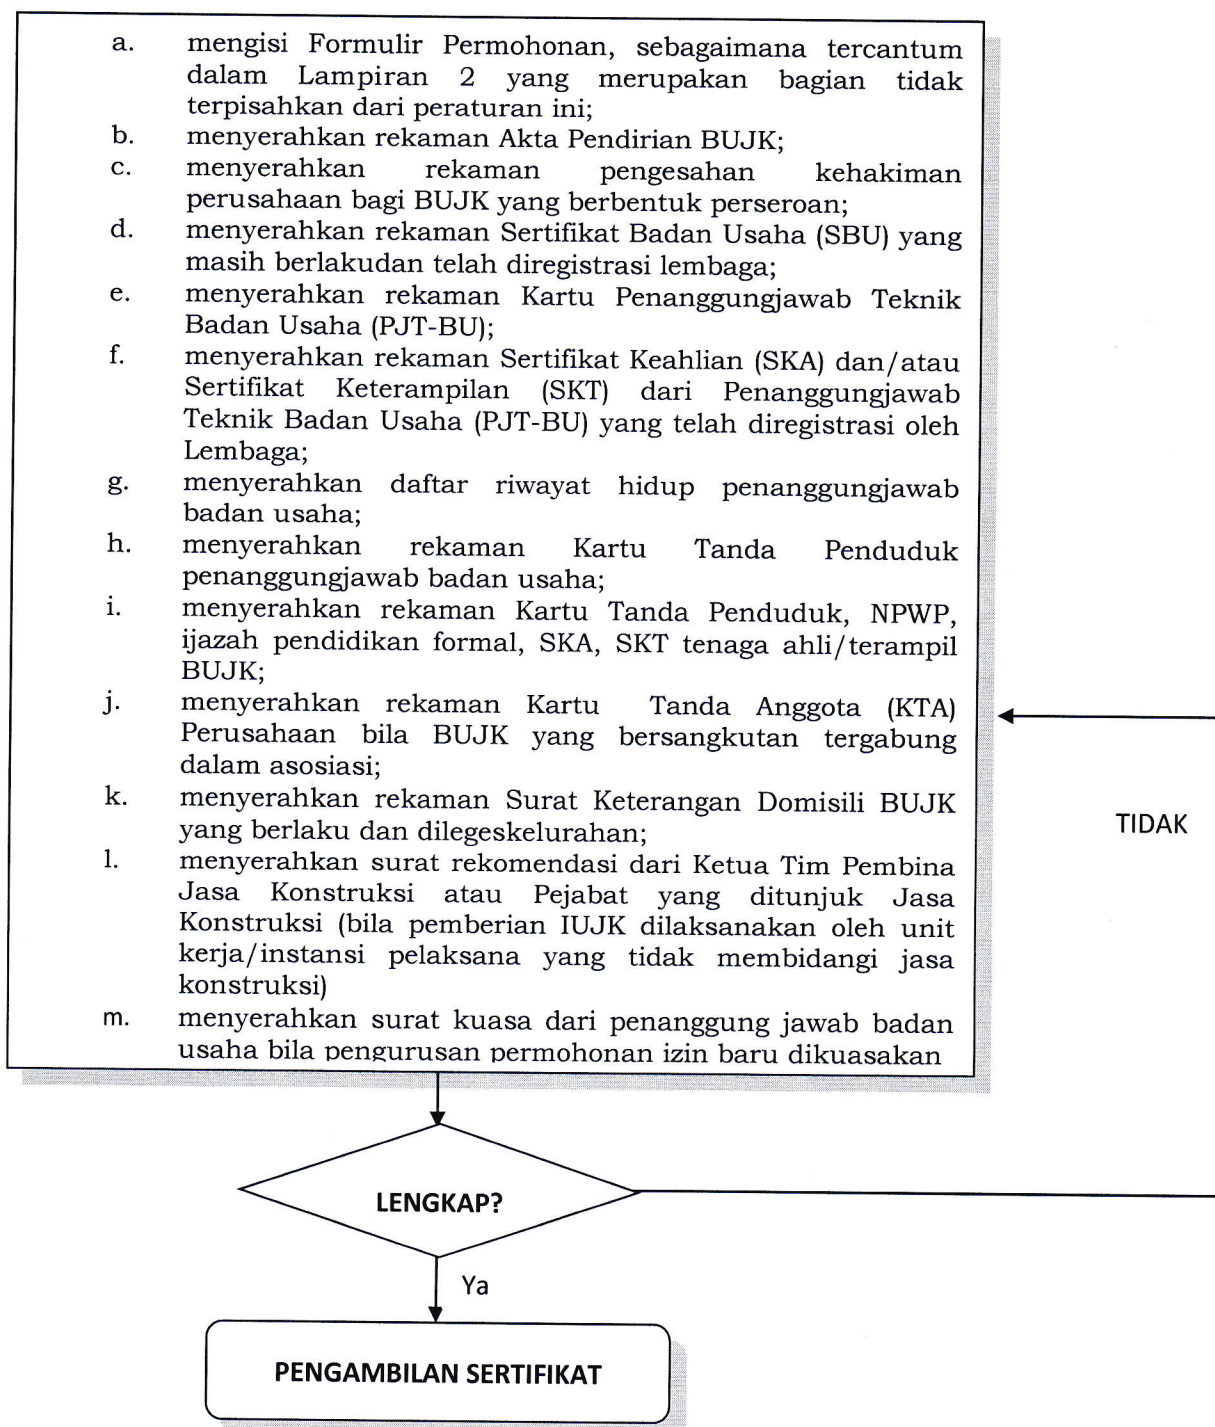 a. mengisi Formulir Permohonan, sebagaimana tercantum
dalam Lampiran 2 yang merupakan bagian tidak
terpisahkan dari peraturan ini;
b. menyerahkan rekaman Akta Pendirian BUJK;
c. menyerahkan rekaman pengesahan kehakiman
perusahaan bagi BUJK yang berbentuk perseroan;
d. menyerahkan rekaman Sertifikat Badan Usaha (SBU) yang
masih berlakudan telah diregistrasi lembaga;
e. menyerahkan rekaman Kartu Penanggungjawab Teknik
Badan Usaha (PJT-BU);
f. menyerahkan rekaman Sertifikat Keahlian (SKA) dan/atau
Sertifikat Keterampilan (SKT) dari Penanggungjawab
Teknik Badan Usaha (PJT-BU) yang telah diregistrasi oleh
Lembaga;
g. menyerahkan daftar riwayat hidup penanggungjawab
badan usaha;
h. menyerahkan rekaman Kartu Tanda Penduduk
penanggungjawab badan usaha;
i. menyerahkan rekaman Kartu Tanda Penduduk, NPWP,
ijazah pendidikan formal, SKA, SKT tenaga ahli/terampil
BUJK;
j. menyerahkan rekaman Kartu Tanda Anggota (KTA)
Perusahaan bila BUJK yang bersangkutan tergabung
dalam asosiasi;
k. menyerahkan rekaman Surat Keterangan Domisili BUJK
yang berlaku dan dilegeskelurahan;
l. menyerahkan surat rekomendasi dari Ketua Tim Pembina
Jasa Konstruksi atau Pejabat yang ditunjuk Jasa
Konstruksi (bila pemberian IUJK dilaksanakan oleh unit
kerja/instansi pelaksana yang tidak membidangi jasa
konstruksi)
m. menyerahkan surat kuasa dari penanggung jawab badan
usaha bila pengurusan permohonan izin baru dikuasakan
TIDAK
LENGKAP?
Ya
PENGAMBILAN SERTIFIKAT